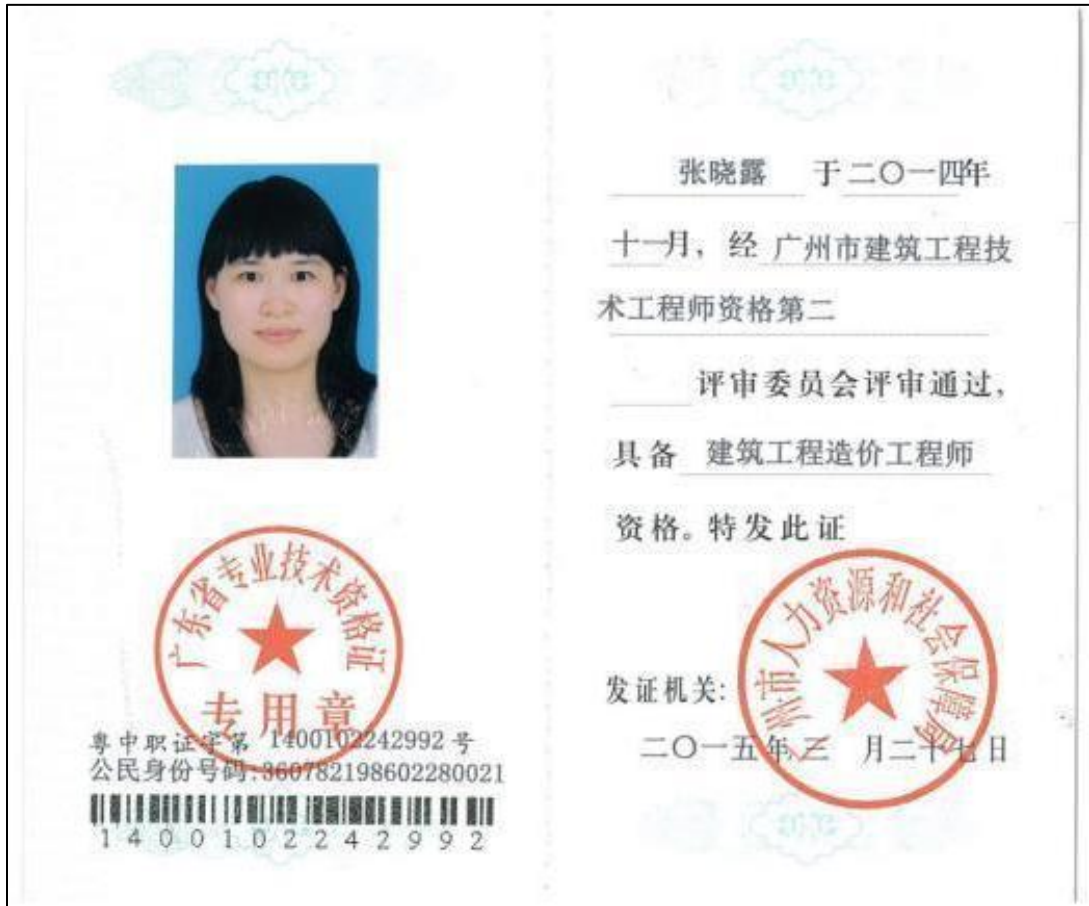 广东省专业技术资格证
专用章
粤中职证字第 1400102242992 号
公民身份号码:360782198602280021
1400102242992
张晓露 于二〇一四年
十一月，经 广州市建筑工程技
术工程师资格第二
评审委员会评审通过，
具备 建筑工程造价工程师
资格。特发此证
广州市人力资源和社会保障局
发证机关:
二〇一五年 三 月二十七日